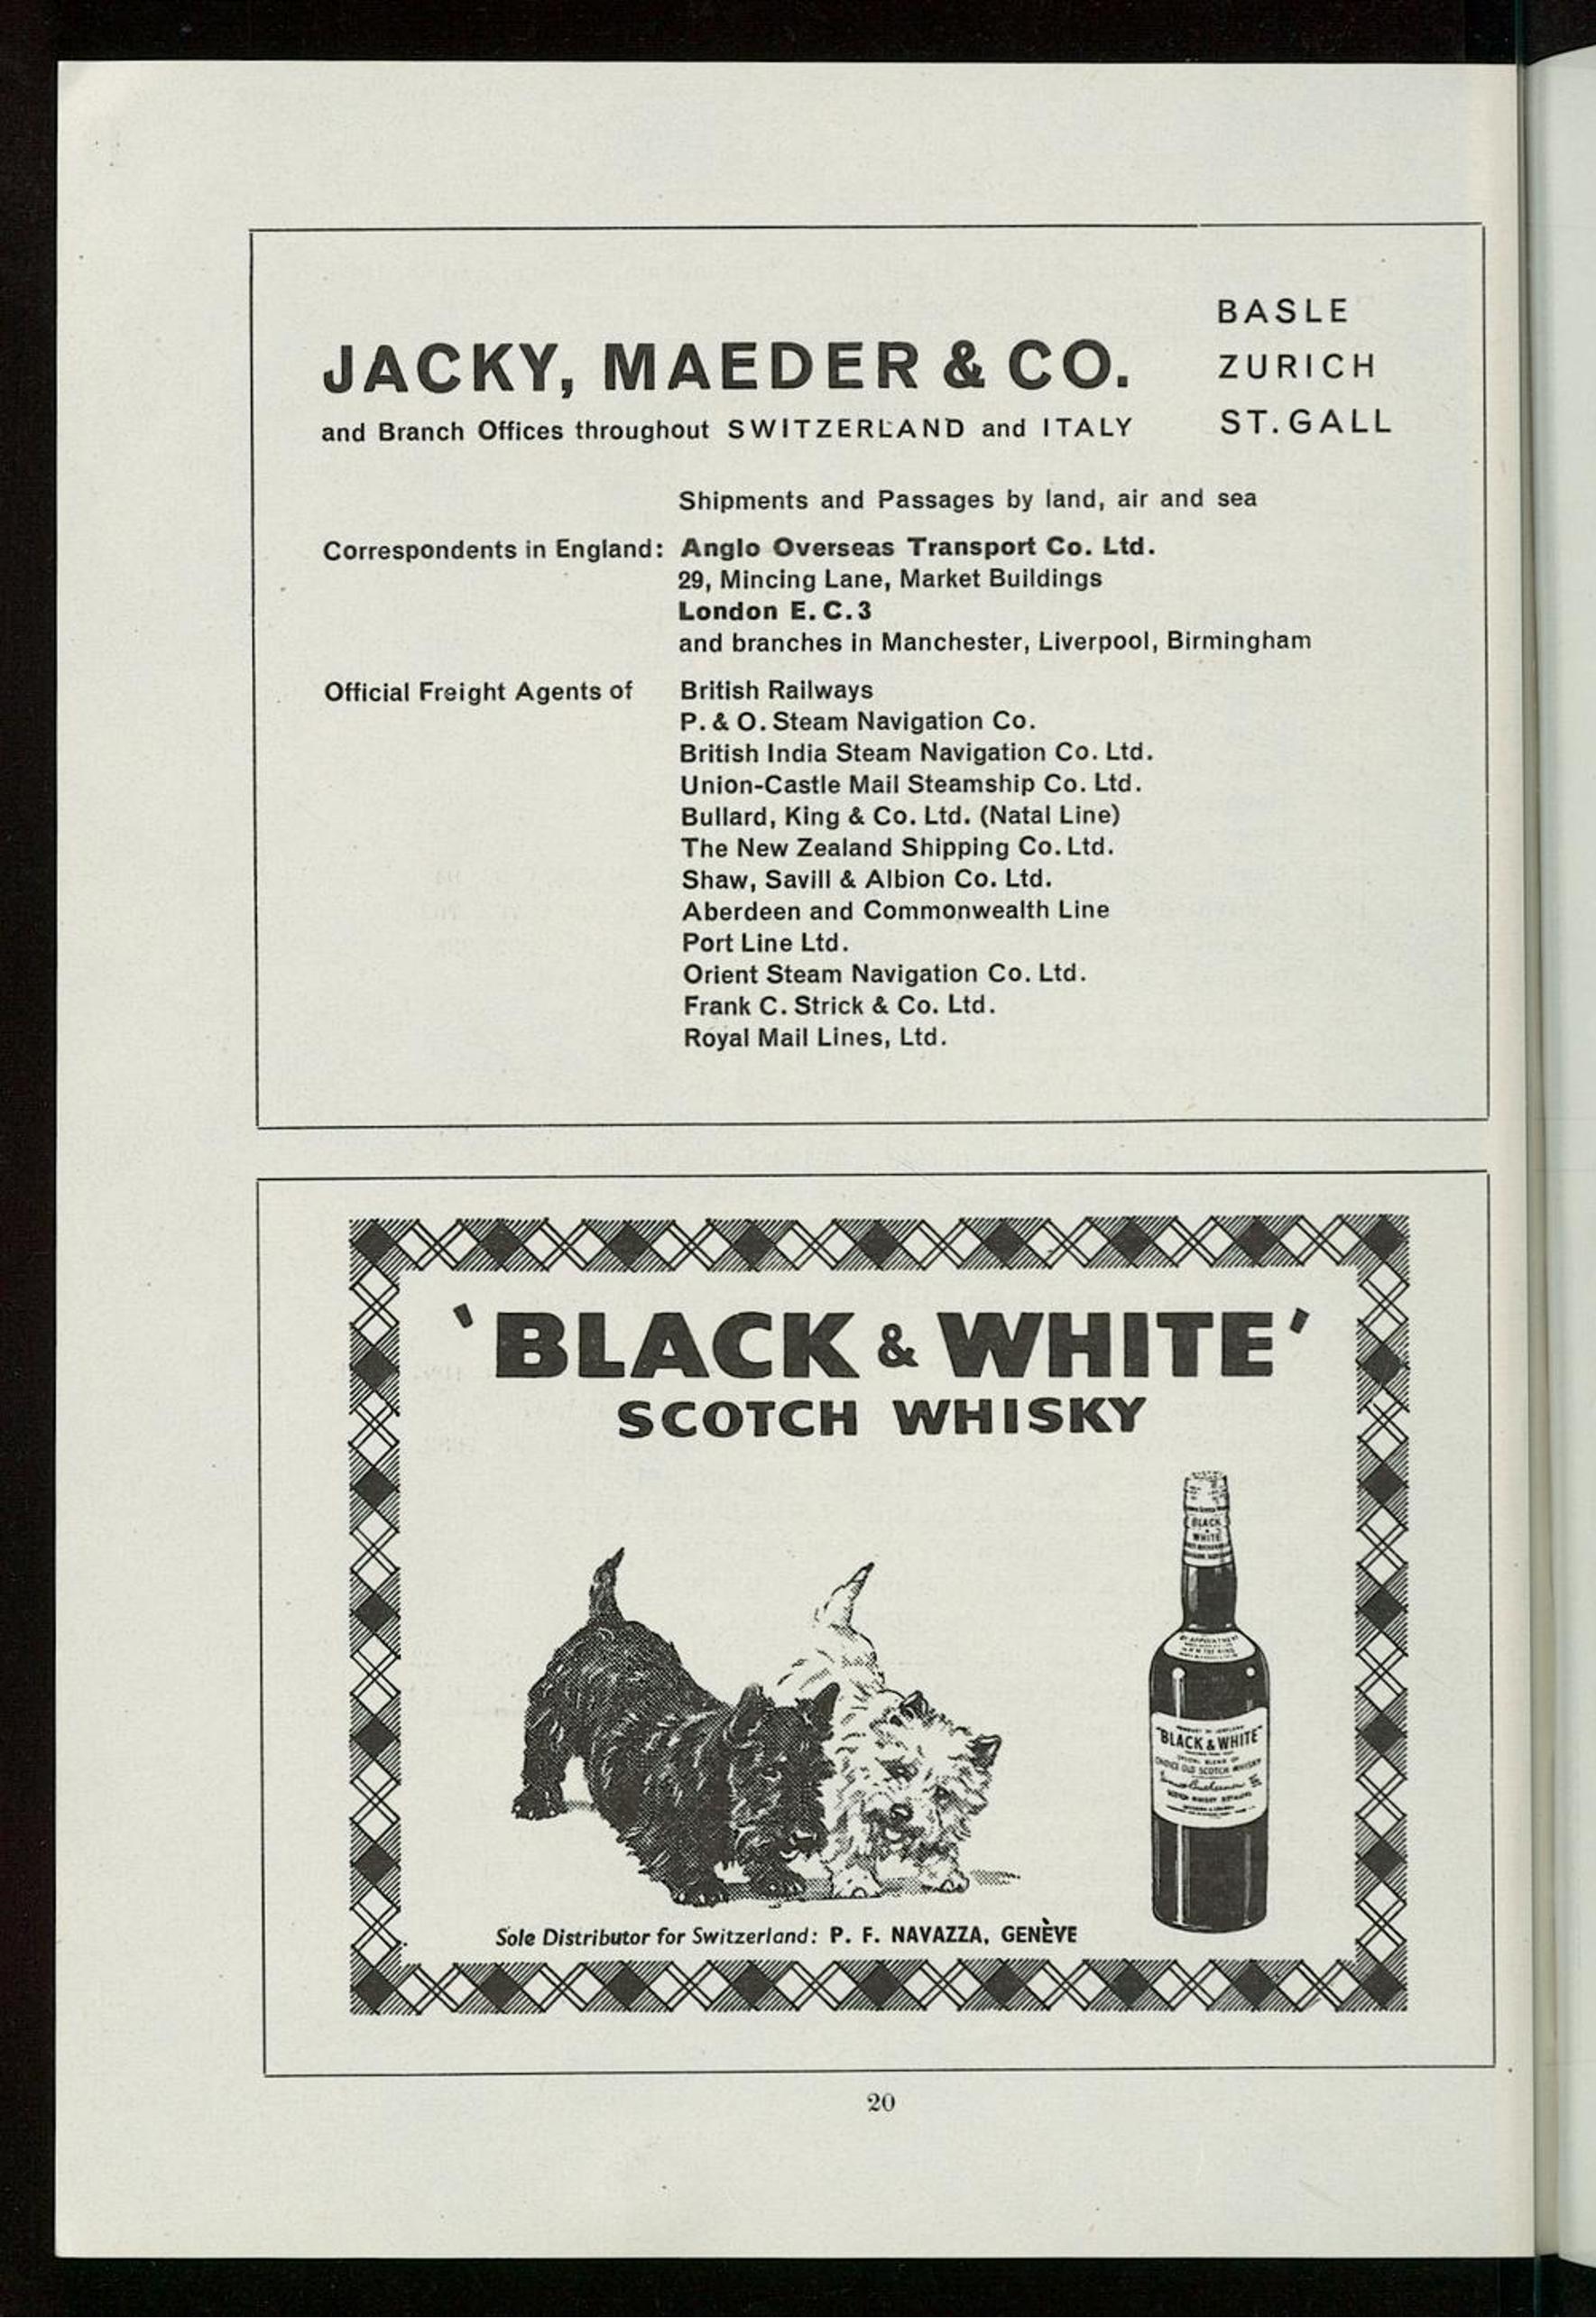 JACKY, MAEDER & CO.
and Branch Offices throughout SWITZERLAND and ITALY
BASLE
ZURICH
ST. GALL
Shipments and Passages by land, air and sea
Correspondents in England: Anglo Overseas Transport Co. Ltd.
29, Mincing Lane, Market Buildings
London E. C. 3
and branches in Manchester, Liverpool, Birmingham
Official Freight Agents of British Railways
P. & O. Steam Navigation Co.
British India Steam Navigation Co. Ltd.
Union-Castle Mail Steamship Co. Ltd.
Bullard, King & Co. Ltd. (Natal Line)
The New Zealand Shipping Co. Ltd.
Shaw, Savill & Albion Co. Ltd.
Aberdeen and Commonwealth Line
Port Line Ltd.
Orient Steam Navigation Co. Ltd.
Frank C. Strick & Co. Ltd.
Royal Mail Lines, Ltd.
'BLACK & WHITE'
SCOTCH WHISKY
BLACK
WHITE
BY APPOINTMENT
"BLACK & WHITE"
SPECIAL BLEND OF
CHOICE OLD SCOTCH WHISKY
Sole Distributor for Switzerland: P. F. NAVAZZA, GENÈVE
20